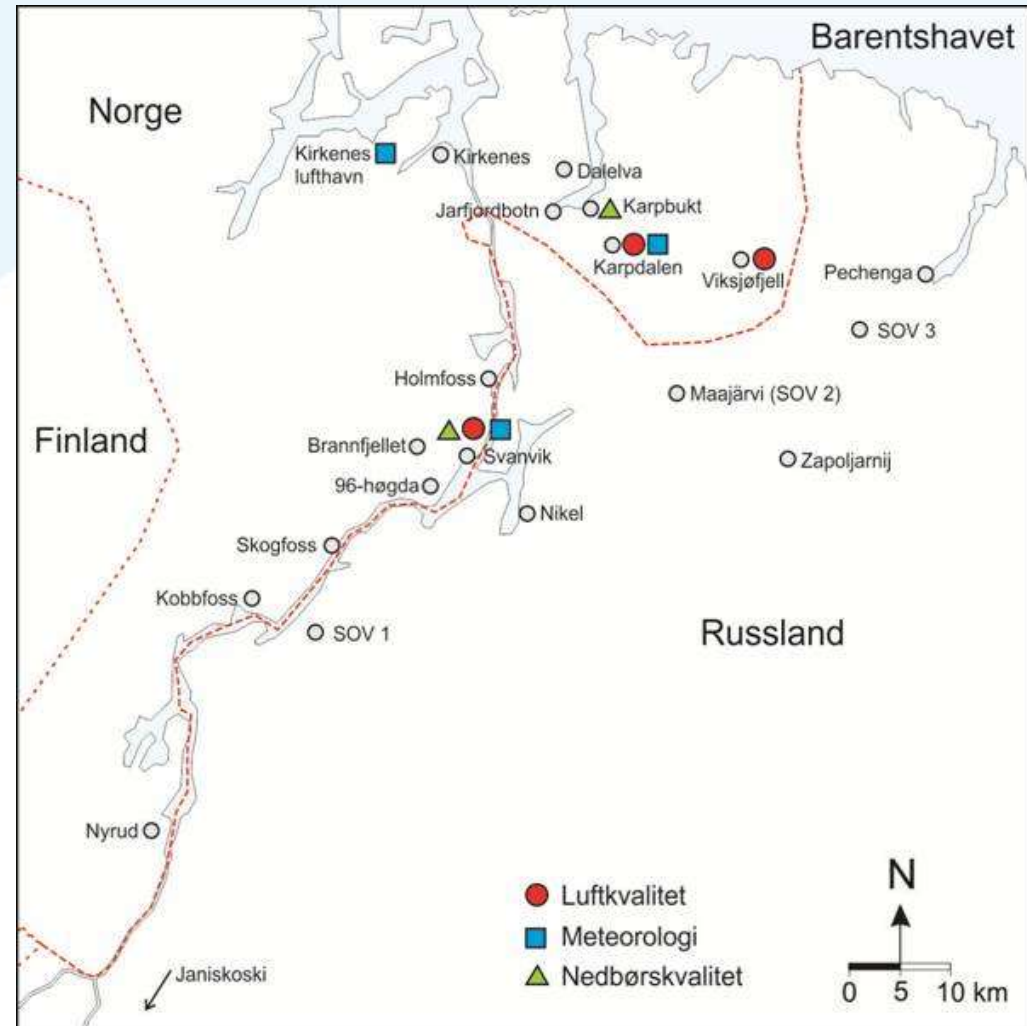 Barentshavet
Norge
Kirkenes
lufthavn
Kirkenes
Dalelva
Jarfjordbotn
Karpbukt
Karpdalen
Viksjøfjell
Pechenga
SOV 3
Holmfoss
Maajärvi (SOV 2)
Finland
Brannfjellet
Svanvik
Zapoljarnij
96-høgda
Nikel
Skogfoss
Kobbfoss
SOV 1
Russland
Nyrud
Janiskoski
Luftkvalitet
Meteorologi
Nedbørskvalitet
N
0 5 10 km